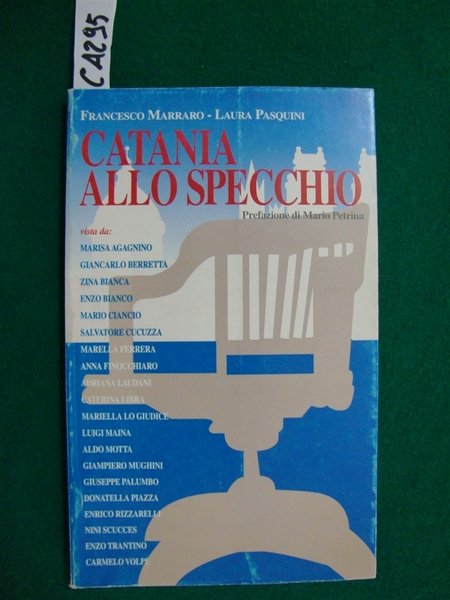 CA295
FRANCESCO MARRARO - LAURA PASQUINI
CATANIA
ALLO SPECCHIO
Prefazione di Mario Petrina
vista da:
MARISA AGAGNINO
GIANCARLO BERRETTA
ZINA BIANCA
ENZO BIANCO
MARIO CIANCIO
SALVATORE CUCUZZA
MARELLA FERRERA
ANNA FINOCCHIARO
ADRIANA LAUDANI
CATERINA LIBRA
MARIELLA LO GIUDICE
LUIGI MAINA
ALDO MOTTA
GIAMPIERO MUGHINI
GIUSEPPE PALUMBO
DONATELLA PIAZZA
ENRICO RIZZARELLI
NINI SCUCCES
ENZO TRANTINO
CARMELO VOLPE